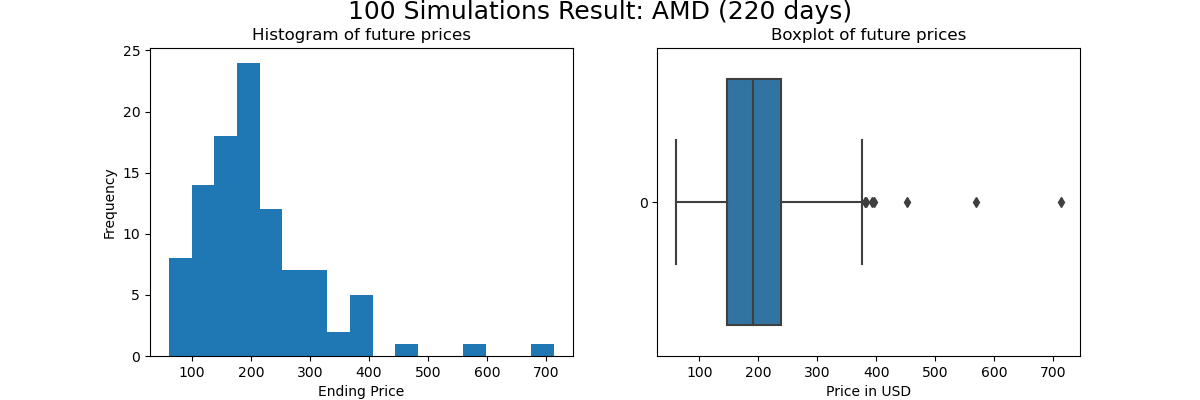 100 Simulations Result: AMD (220 days)
Histogram of future prices
25
20
15
10
5
0
Frequency
100 200 300 400 500 600 700
Ending Price
Boxplot of future prices
0
100 200 300 400 500 600 700
Price in USD